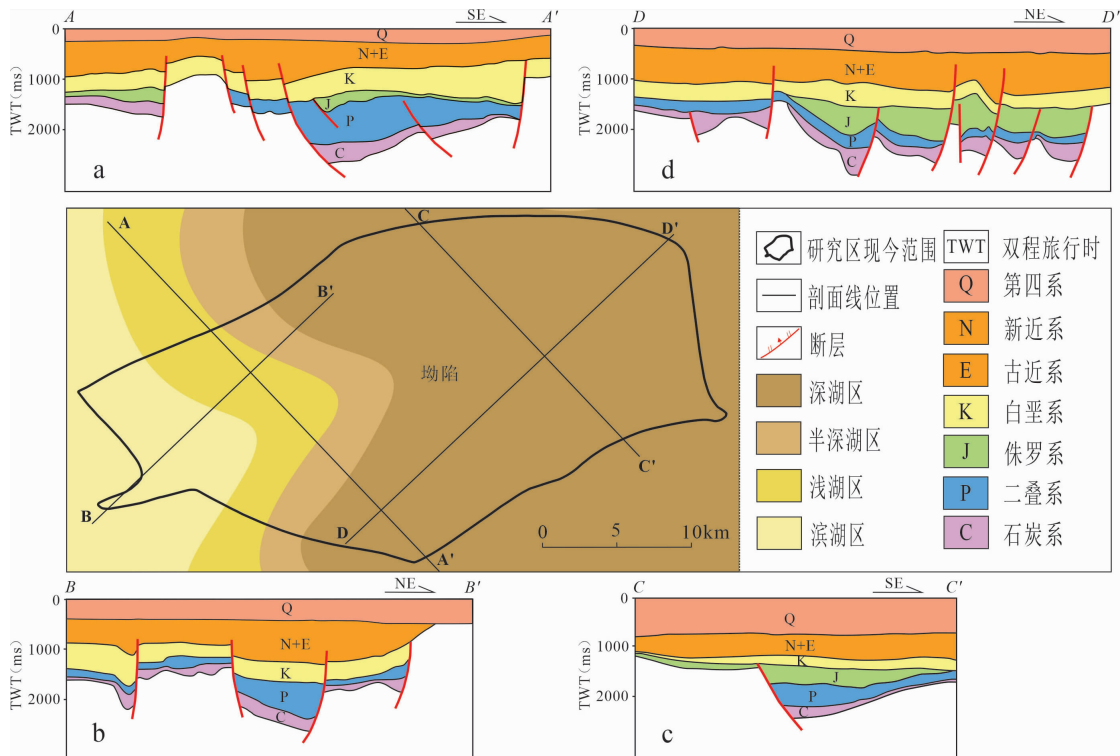 A
SE
A′
0
1000
2000
TWT(ms)
Q
N+E
K
J
P
C
a
D
NE
D′
0
1000
2000
TWT(ms)
Q
N+E
K
J
P
C
d
A
C
D′
B′
坳陷
C′
B
D
A′
0 5 10km
研究区现今范围
剖面线位置
断层
深湖区
半深湖区
浅湖区
滨湖区
TWT 双程旅行时
Q 第四系
N 新近系
E 古近系
K 白垩系
J 侏罗系
P 二叠系
C 石炭系
B
NE
B′
0
1000
2000
TWT(ms)
Q
N+E
K
P
C
b
C
SE
C′
0
1000
2000
TWT(ms)
Q
N+E
K
J
P
C
c